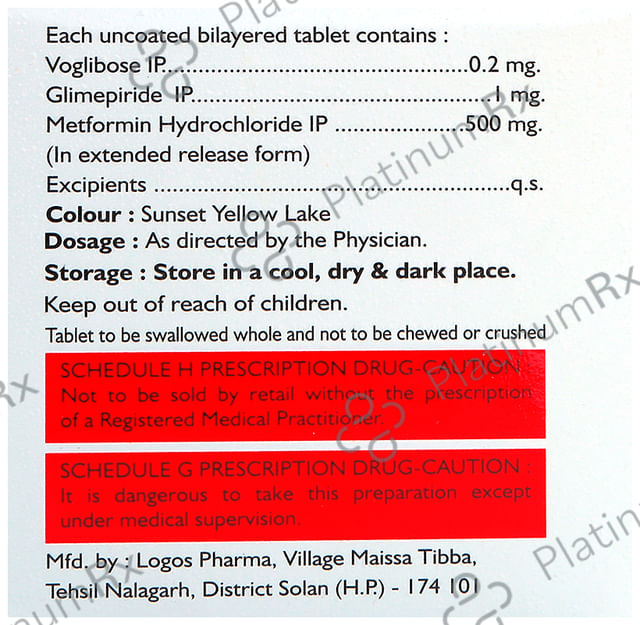 Each uncoated bilayered tablet contains :
Voglibose IP.................................................0.2 mg.
Glimepiride IP................................................1 mg.
Metformin Hydrochloride IP .....................500 mg.
(In extended release form)
Excipients .........................................................q.s.
Colour : Sunset Yellow Lake
Dosage : As directed by the Physician.
Storage : Store in a cool, dry & dark place.
Keep out of reach of children.
Tablet to be swallowed whole and not to be chewed or crushed
SCHEDULE H PRESCRIPTION DRUG-CAUTION
Not to be sold by retail without the prescription
of a Registered Medical Practitioner.
SCHEDULE G PRESCRIPTION DRUG-CAUTION :
It is dangerous to take this preparation except
under medical supervision.
Mfd. by : Logos Pharma, Village Maissa Tibba,
Tehsil Nalagarh, District Solan (H.P.) - 174 101
PlatinumRx
PlatinumRx
PlatinumRx